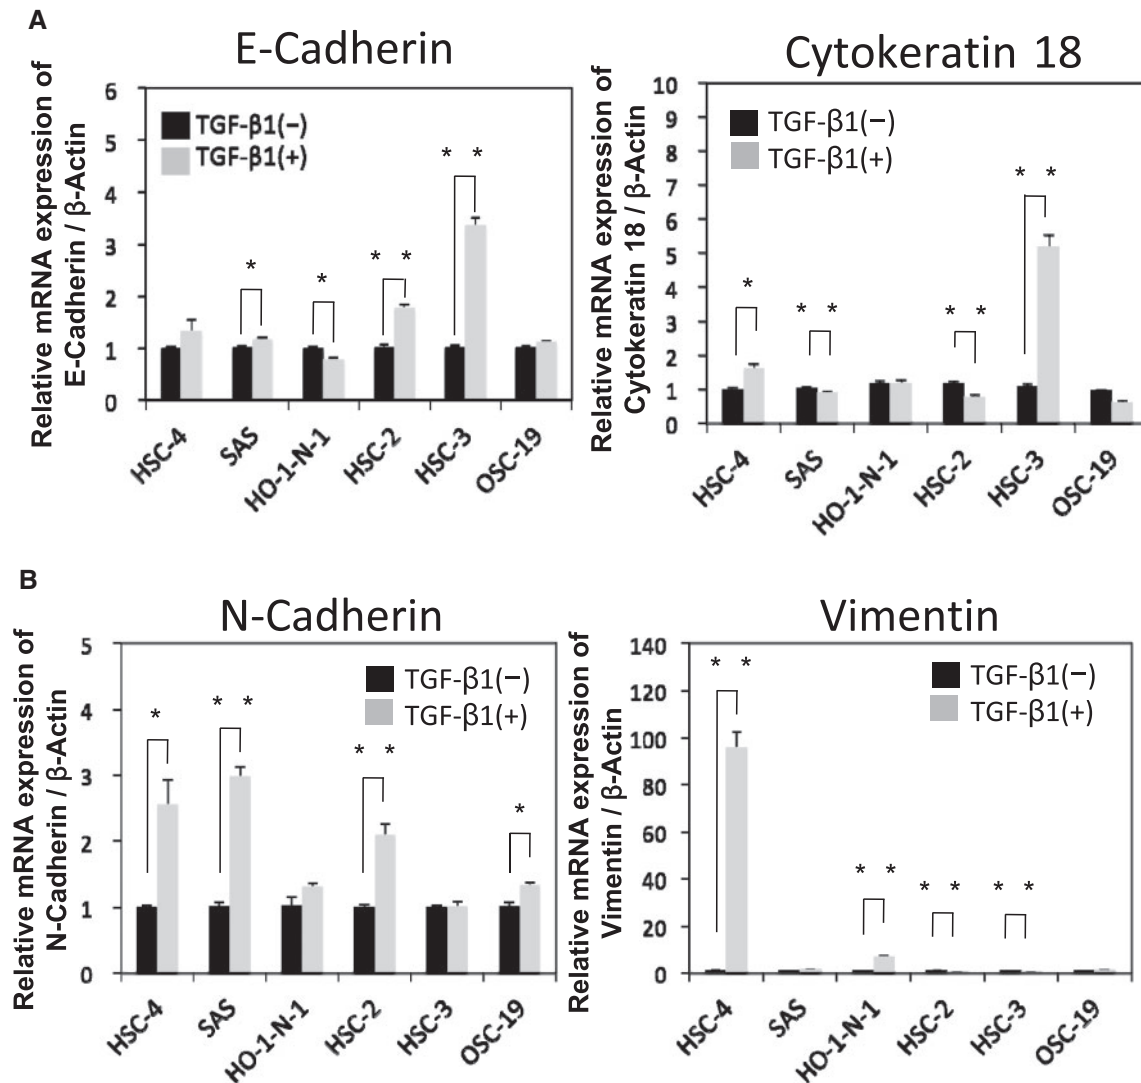 A
E-Cadherin
Relative mRNA expression of
E-Cadherin / β-Actin
6
5
4
3
2
1
0
TGF-β1(−)
TGF-β1(+)
* *
* *
*
*
HSC-4
SAS
HO-1-N-1
HSC-2
HSC-3
OSC-19
Cytokeratin 18
Relative mRNA expression of
Cytokeratin 18 / β-Actin
10
9
8
7
6
5
4
3
2
1
0
TGF-β1(−)
TGF-β1(+)
* *
*
* *
* *
HSC-4
SAS
HO-1-N-1
HSC-2
HSC-3
OSC-19
B
N-Cadherin
Relative mRNA expression of
N-Cadherin / β-Actin
5
4
3
2
1
0
TGF-β1(−)
TGF-β1(+)
*
* *
* *
*
HSC-4
SAS
HO-1-N-1
HSC-2
HSC-3
OSC-19
Vimentin
Relative mRNA expression of
Vimentin / β-Actin
140
120
100
80
60
40
20
0
TGF-β1(−)
TGF-β1(+)
* *
* *
* *
* *
HSC-4
SAS
HO-1-N-1
HSC-2
HSC-3
OSC-19